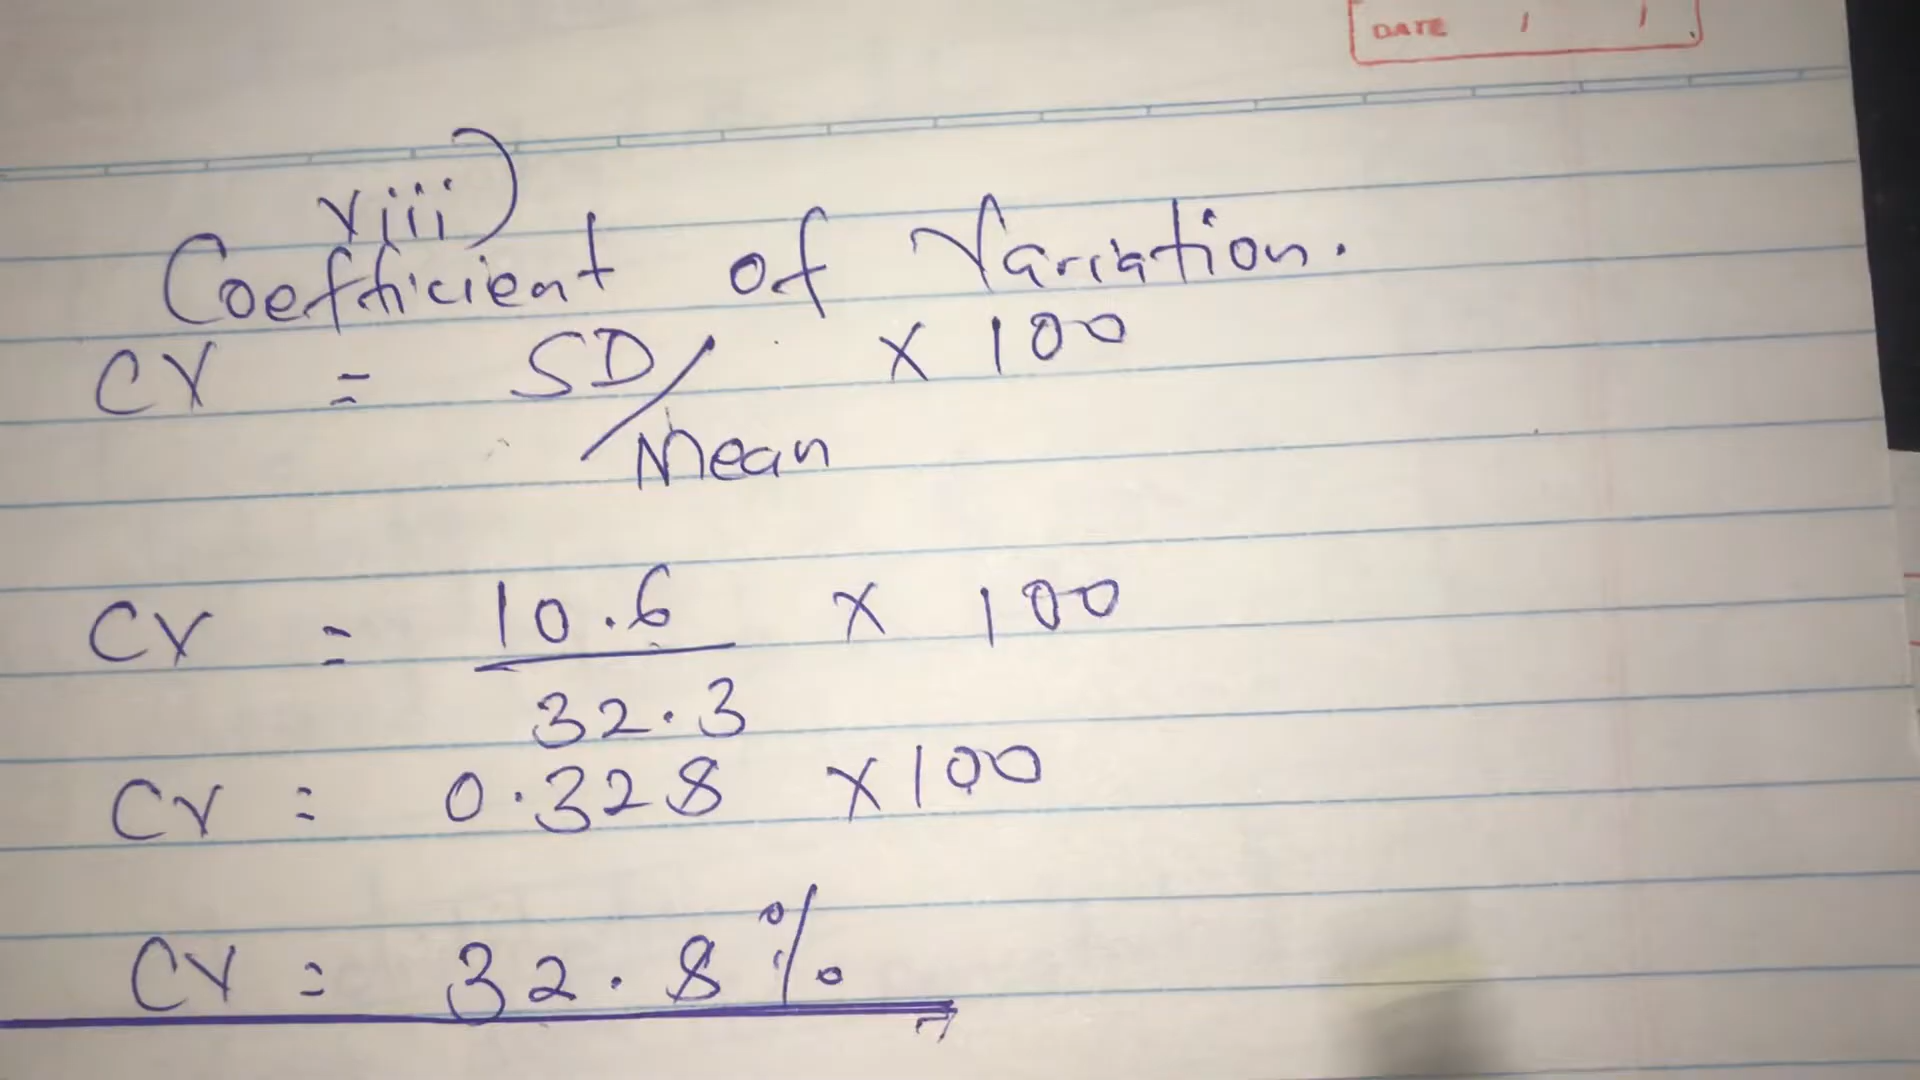 DATE / /
viii)
Coefficient of Variation.
CV = SD/Mean × 100
CV = 10.6/32.3 × 100
CV = 0.328 × 100
CV = 32.8%